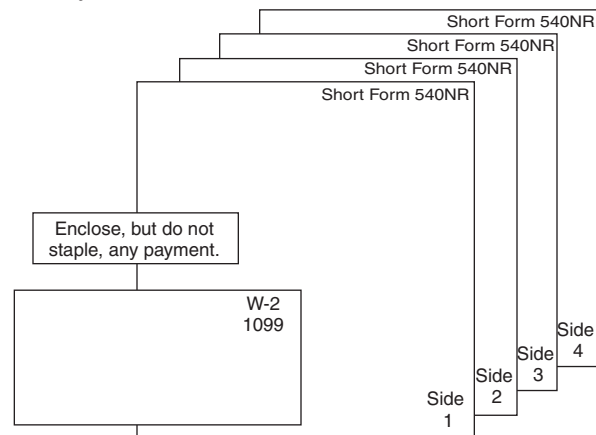 Short Form 540NR
Short Form 540NR
Short Form 540NR
Short Form 540NR
Enclose, but do not
staple, any payment.
W-2
1099
Side
1
Side
2
Side
3
Side
4